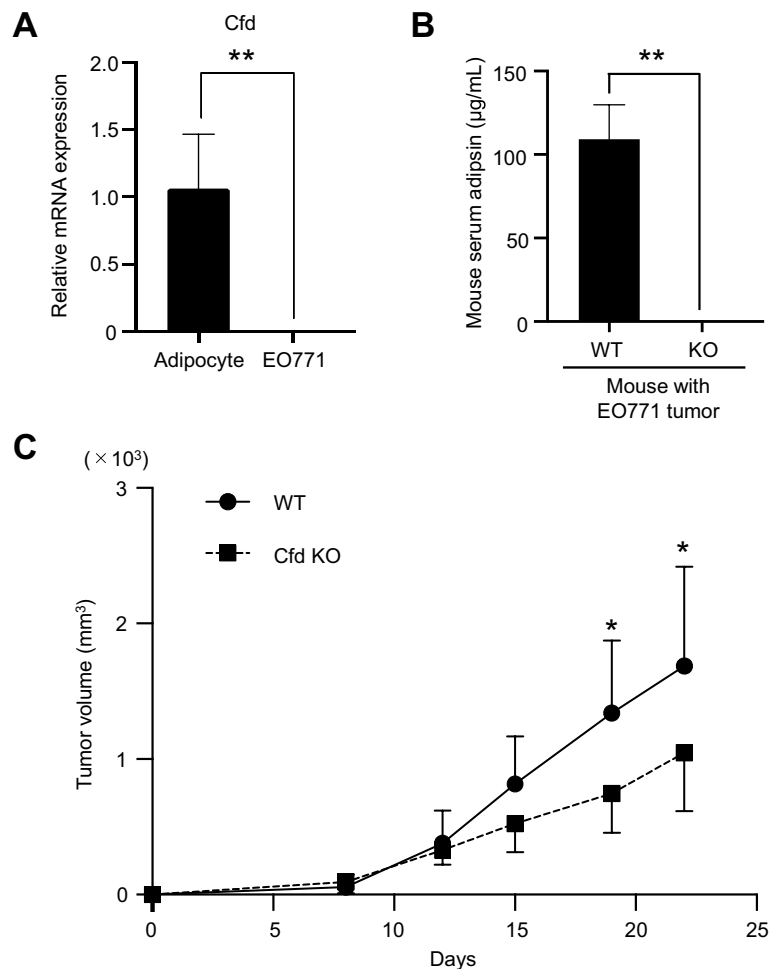 A
Cfd
**
Relative mRNA expression
2.0
1.5
1.0
0.5
0
Adipocyte EO771
B
**
Mouse serum adipsin (μg/mL)
150
100
50
0
WT KO
Mouse with
EO771 tumor
C
(×10³)
3
2
1
0
Tumor volume (mm³)
WT
Cfd KO
*
*
0 5 10 15 20 25
Days